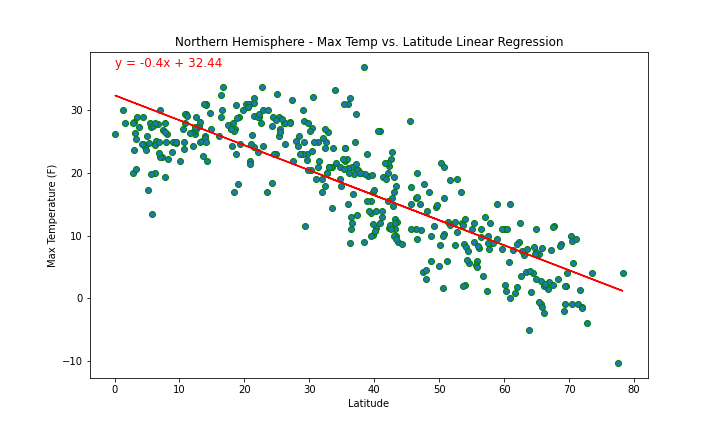 Northern Hemisphere - Max Temp vs. Latitude Linear Regression
y = -0.4x + 32.44
30
20
10
0
−10
Max Temperature (F)
0 10 20 30 40 50 60 70 80
Latitude